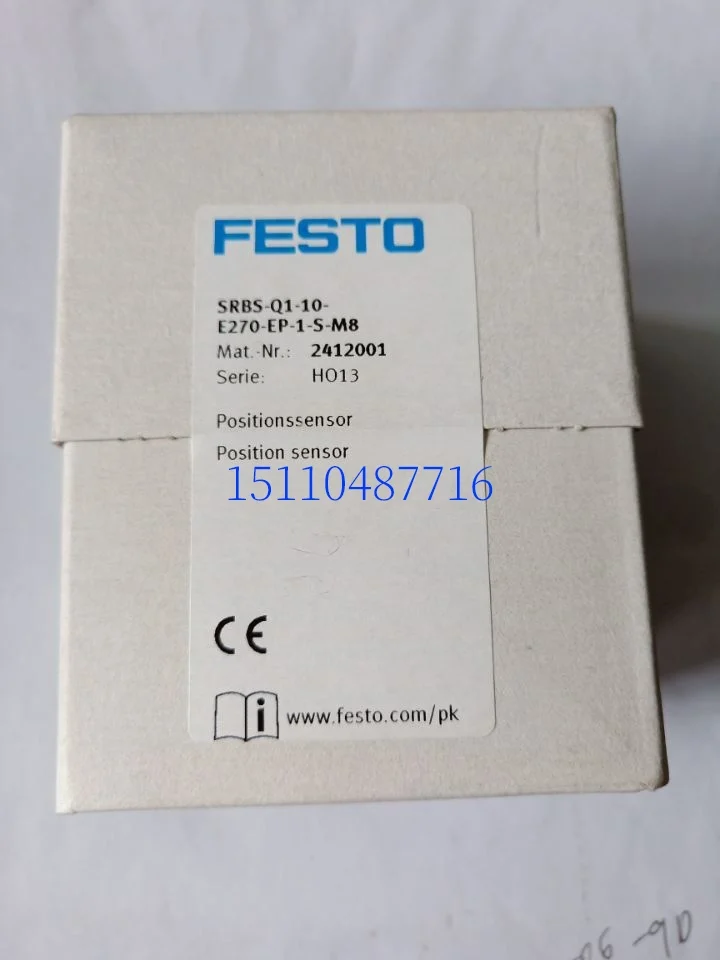 FESTO
SRBS-Q1-10-
E270-EP-1-S-M8
Mat.-Nr.: 2412001
Serie: HO13
Positionssensor
Position sensor
15110487716
CE
i www.festo.com/pk